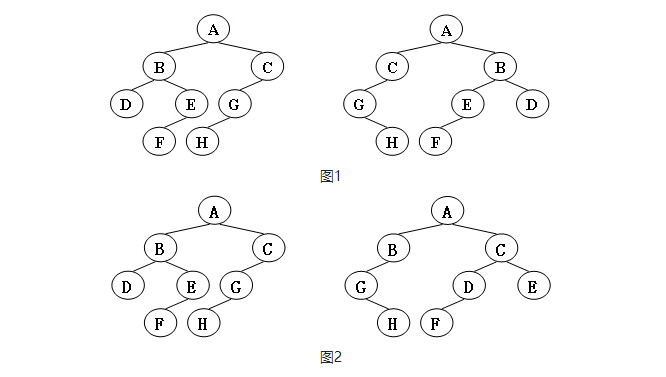 A A
B C C B
D E G G E D
F H H F
图1
A A
B C B C
D E G G D E
F H H F
图2